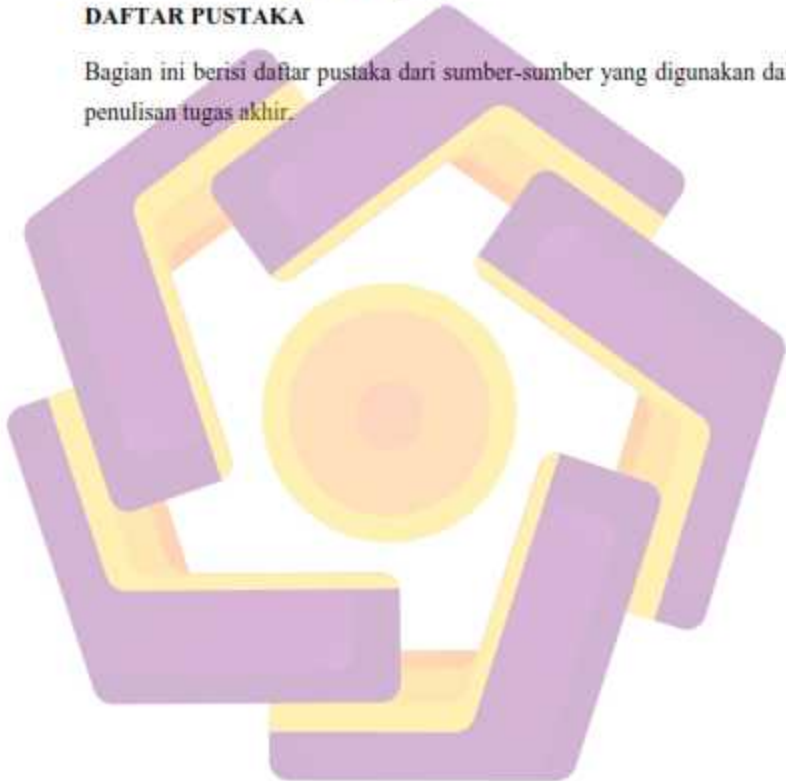 DAFTAR PUSTAKA
Bagian ini berisi daftar pustaka dari sumber-sumber yang digunakan da
penulisan tugas akhir.